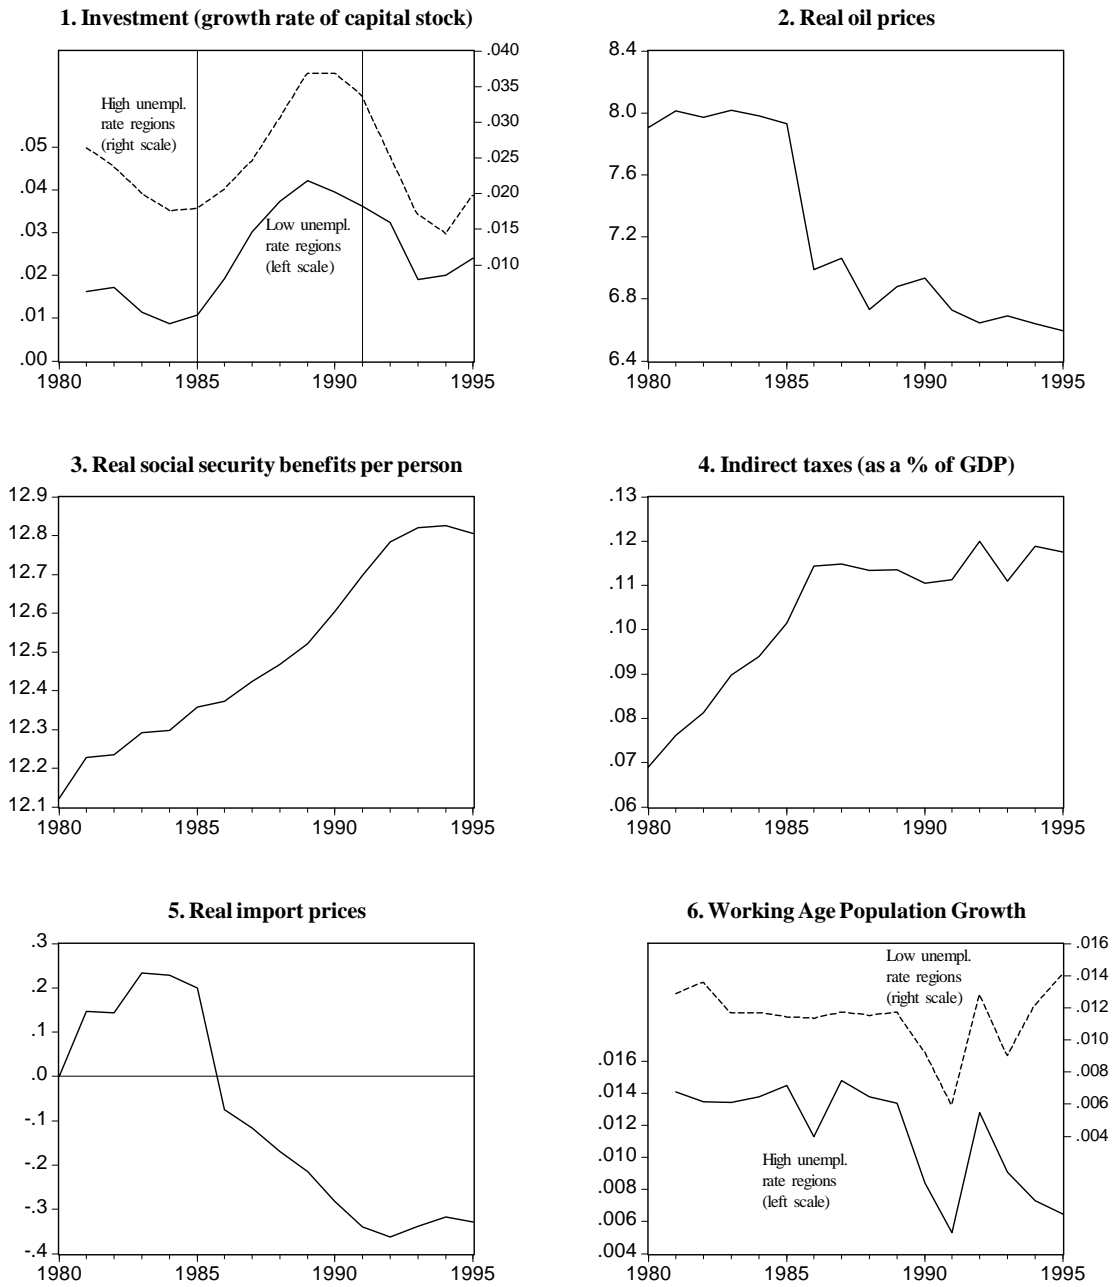 1. Investment (growth rate of capital stock)
.05
.04
.03
.02
.01
.00
.040
.035
.030
.025
.020
.015
.010
High unempl.
rate regions
(right scale)
Low unempl.
rate regions
(left scale)
1980 1985 1990 1995
2. Real oil prices
8.4
8.0
7.6
7.2
6.8
6.4
1980 1985 1990 1995
3. Real social security benefits per person
12.9
12.8
12.7
12.6
12.5
12.4
12.3
12.2
12.1
1980 1985 1990 1995
4. Indirect taxes (as a % of GDP)
.13
.12
.11
.10
.09
.08
.07
.06
1980 1985 1990 1995
5. Real import prices
.3
.2
.1
.0
-.1
-.2
-.3
-.4
1980 1985 1990 1995
6. Working Age Population Growth
.016
.014
.012
.010
.008
.006
.004
.016
.014
.012
.010
.008
.006
.004
Low unempl.
rate regions
(right scale)
High unempl.
rate regions
(left scale)
1980 1985 1990 1995